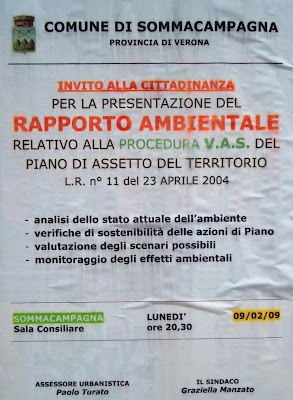 COMUNE DI SOMMACAMPAGNA
PROVINCIA DI VERONA
INVITO ALLA CITTADINANZA
PER LA PRESENTAZIONE DEL
RAPPORTO AMBIENTALE
RELATIVO ALLA PROCEDURA V.A.S. DEL
PIANO DI ASSETTO DEL TERRITORIO
L.R. n° 11 del 23 APRILE 2004
- analisi dello stato attuale dell'ambiente
- verifiche di sostenibilità delle azioni di Piano
- valutazione degli scenari possibili
- monitoraggio degli effetti ambientali
SOMMACAMPAGNA LUNEDI' 09/02/09
Sala Consiliare ore 20,30
ASSESSORE URBANISTICA IL SINDACO
Paolo Turato Graziella Manzato